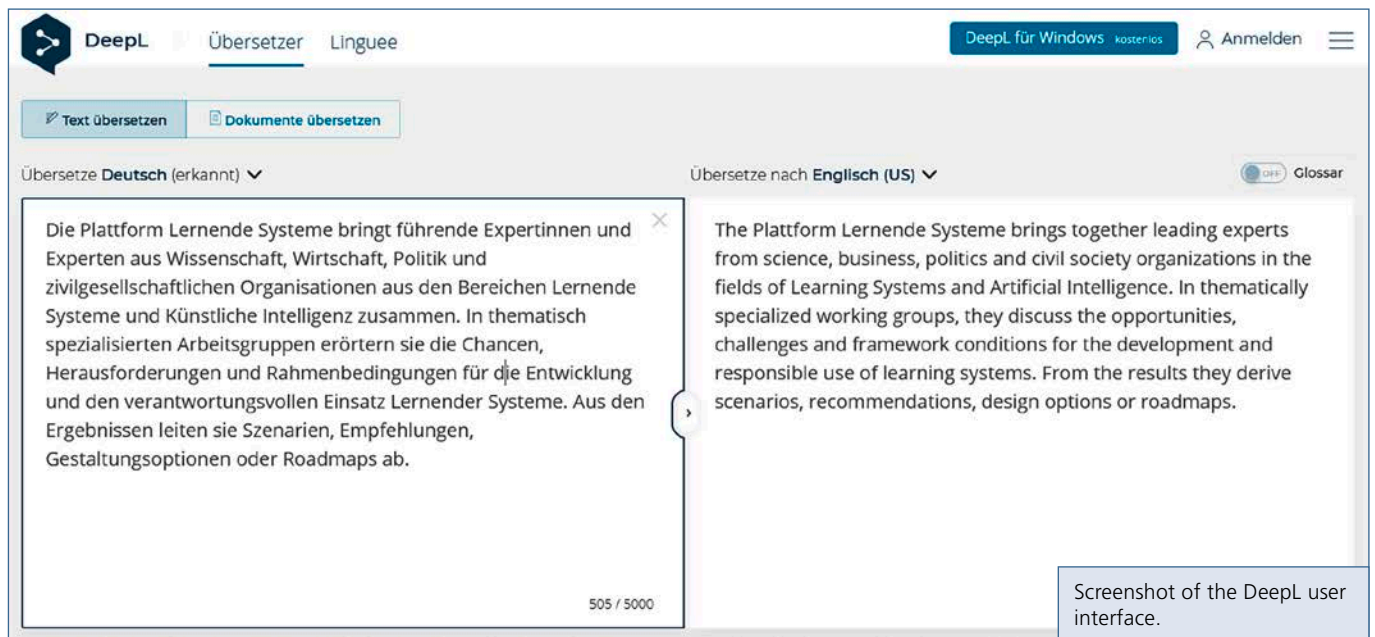 DeepL Übersetzer Linguee DeepL für Windows kostenlos Anmelden
Text übersetzen Dokumente übersetzen
Übersetze Deutsch (erkannt) Übersetze nach Englisch (US) OFF Glossar
Die Plattform Lernende Systeme bringt führende Expertinnen und
Experten aus Wissenschaft, Wirtschaft, Politik und
zivilgesellschaftlichen Organisationen aus den Bereichen Lernende
Systeme und Künstliche Intelligenz zusammen. In thematisch
spezialisierten Arbeitsgruppen erörtern sie die Chancen,
Herausforderungen und Rahmenbedingungen für die Entwicklung
und den verantwortungsvollen Einsatz Lernender Systeme. Aus den
Ergebnissen leiten sie Szenarien, Empfehlungen,
Gestaltungsoptionen oder Roadmaps ab.
505 / 5000
The Plattform Lernende Systeme brings together leading experts
from science, business, politics and civil society organizations in the
fields of Learning Systems and Artificial Intelligence. In thematically
specialized working groups, they discuss the opportunities,
challenges and framework conditions for the development and
responsible use of learning systems. From the results they derive
scenarios, recommendations, design options or roadmaps.
Screenshot of the DeepL user
interface.